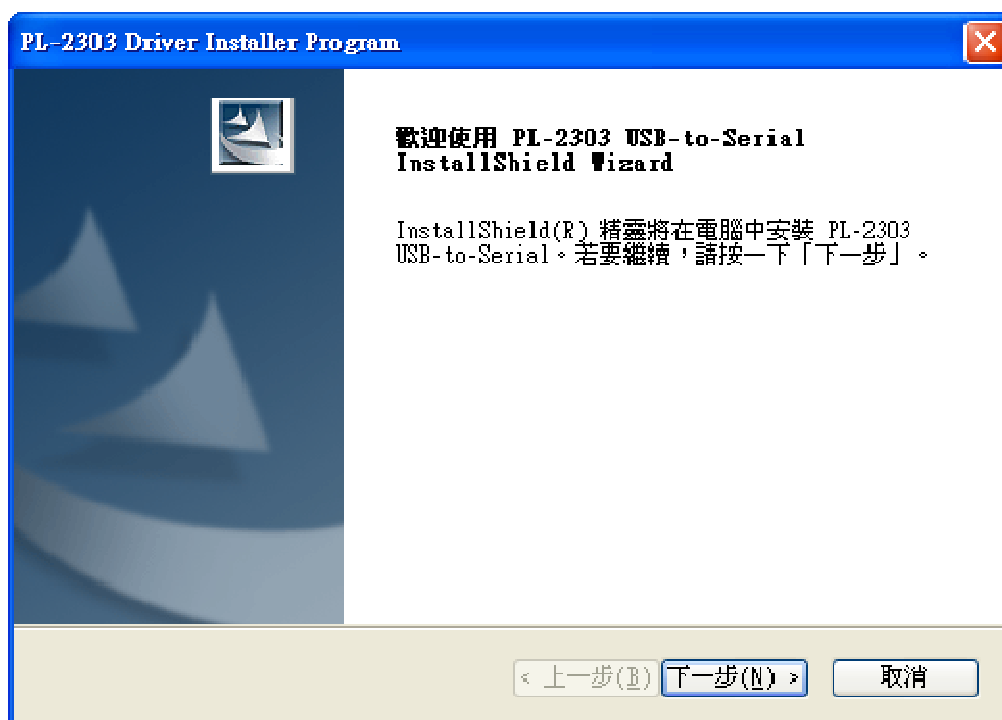 PL-2303 Driver Installer Program
歡迎使用 PL-2303 USB-to-Serial
InstallShield Wizard
InstallShield(R) 精靈將在電腦中安裝 PL-2303
USB-to-Serial。若要繼續，請按一下「下一步」。
< 上一步(B)
下一步(N) >
取消